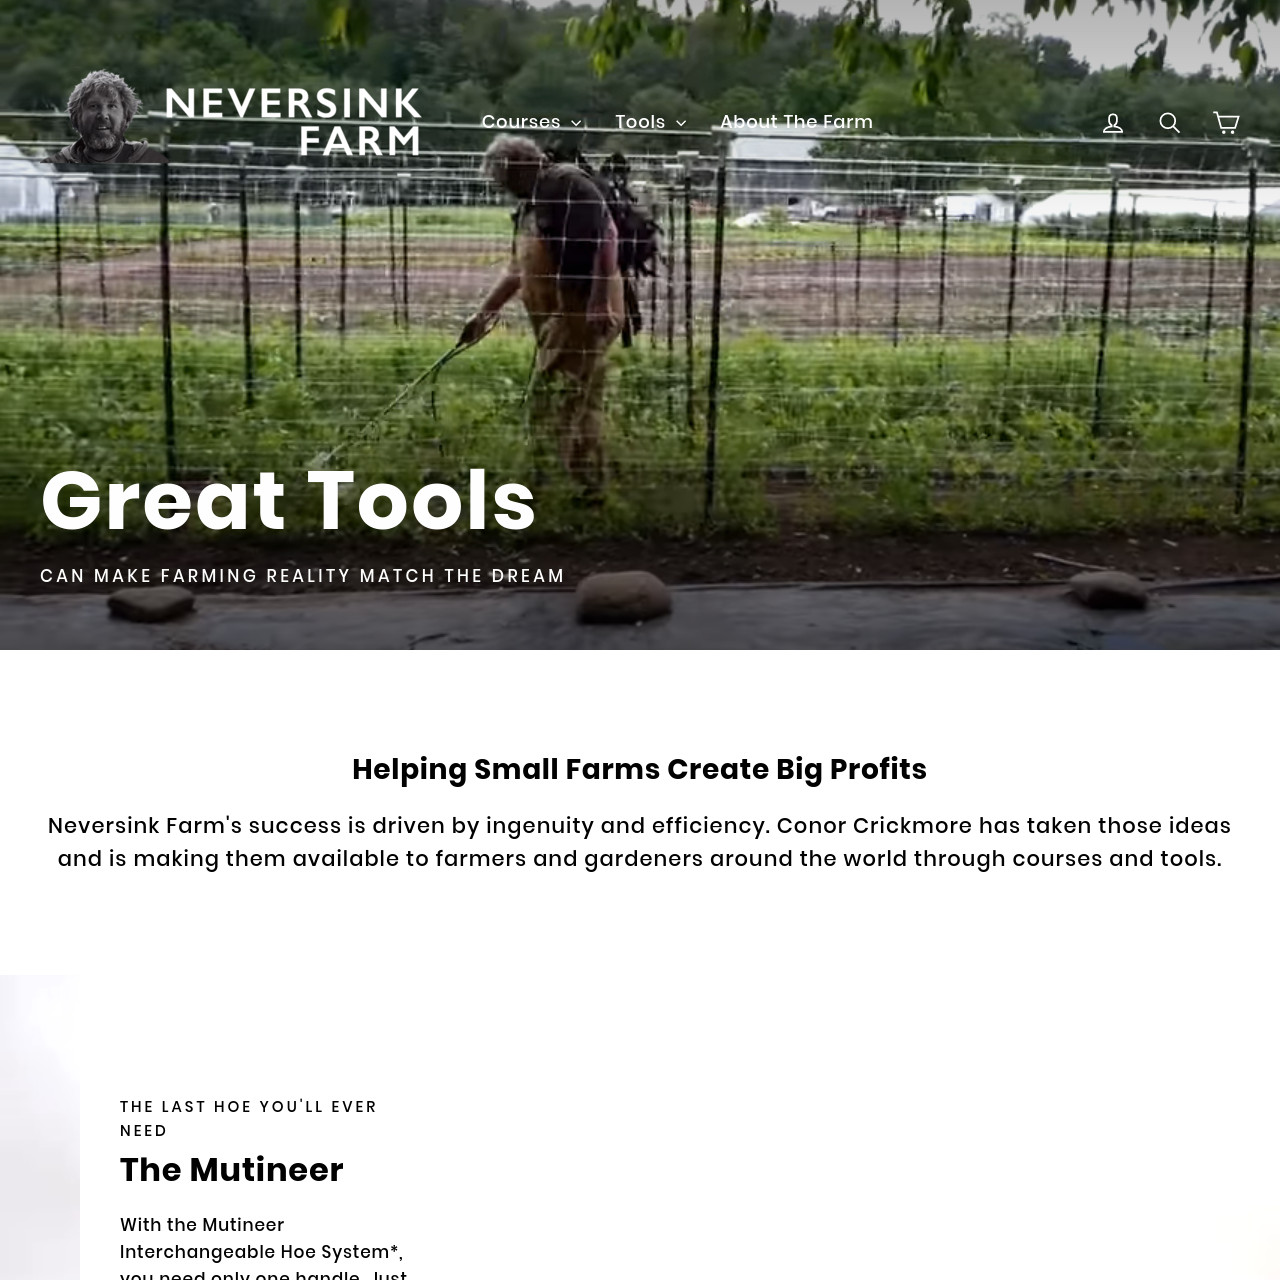 NEVERSINK
FARM
Courses
Tools
About The Farm
Great Tools
CAN MAKE FARMING REALITY MATCH THE DREAM
Helping Small Farms Create Big Profits
Neversink Farm's success is driven by ingenuity and efficiency. Conor Crickmore has taken those ideas
and is making them available to farmers and gardeners around the world through courses and tools.
THE LAST HOE YOU'LL EVER
NEED
The Mutineer
With the Mutineer
Interchangeable Hoe System*,
you need only one handle. Just